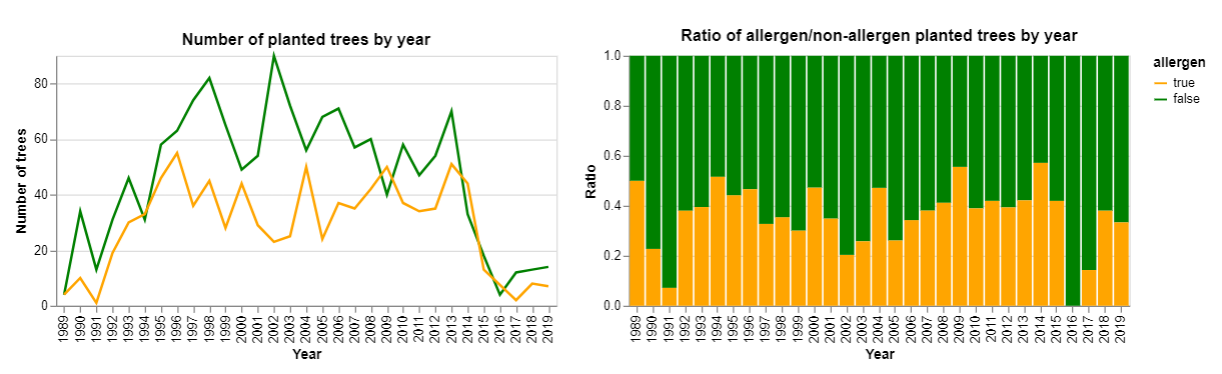 Number of planted trees by year
Number of trees
80
60
40
20
0
1989 1990 1991 1992 1993 1994 1995 1996 1997 1998 1999 2000 2001 2002 2003 2004 2005 2006 2007 2008 2009 2010 2011 2012 2013 2014 2015 2016 2017 2018 2019
Year
Ratio of allergen/non-allergen planted trees by year
Ratio
1.0
0.8
0.6
0.4
0.2
0.0
1989 1990 1991 1992 1993 1994 1995 1996 1997 1998 1999 2000 2001 2002 2003 2004 2005 2006 2007 2008 2009 2010 2011 2012 2013 2014 2015 2016 2017 2018 2019
Year
allergen
true
false